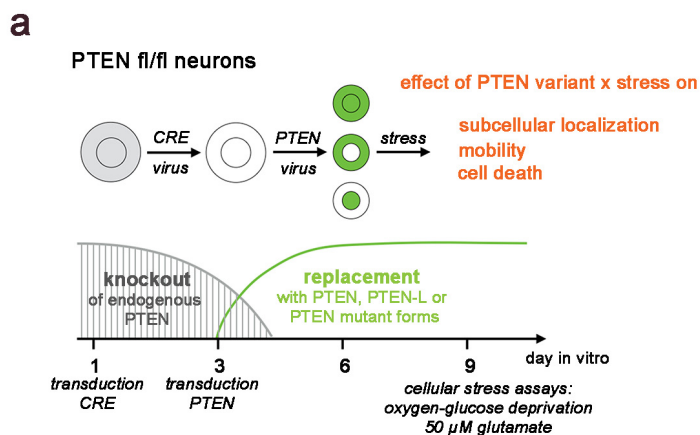 a
PTEN fl/fl neurons
effect of PTEN variant x stress on
subcellular localization
mobility
cell death
CRE
virus
PTEN
virus
stress
knockout
of endogenous
PTEN
replacement
with PTEN, PTEN-L or
PTEN mutant forms
1
3
6
9
day in vitro
transduction
CRE
transduction
PTEN
cellular stress assays:
oxygen-glucose deprivation
50 µM glutamate